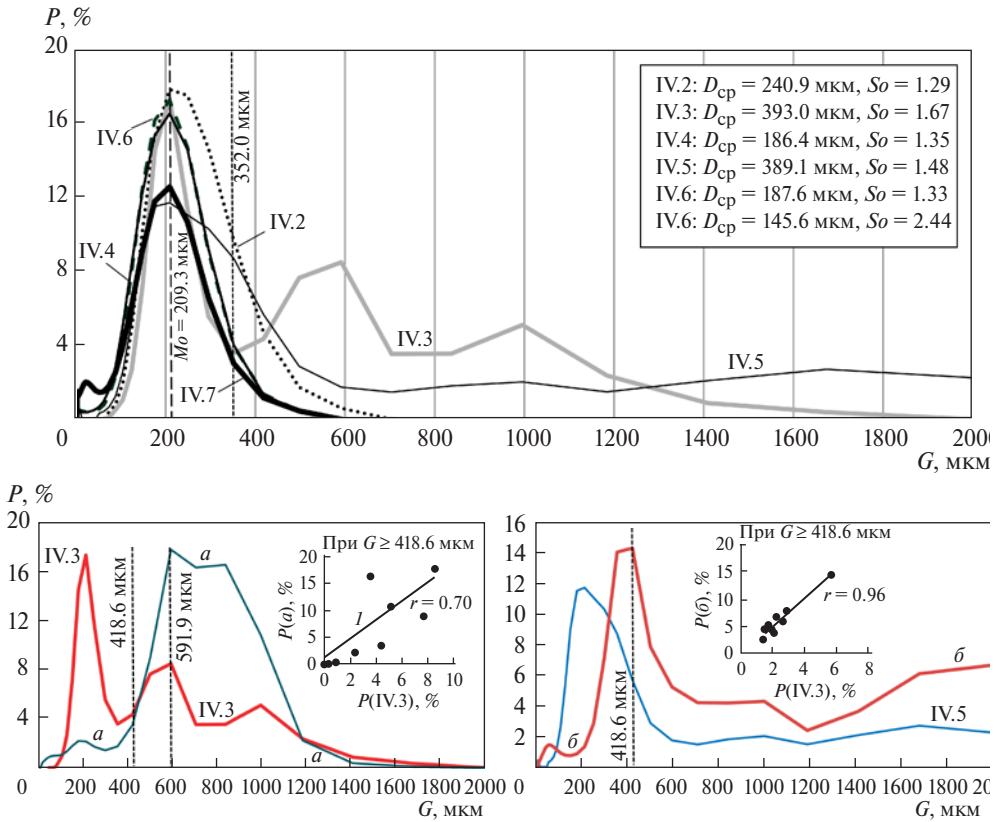 P, %
20
16
12
8
4
0
200
400
600
800
1000
1200
1400
1600
1800
2000
G, мкм
IV.6
IV.4
Mo = 209.3 мкм
352.0 мкм
IV.2
IV.7
IV.3
IV.5
IV.2: Dср = 240.9 мкм, So = 1.29
IV.3: Dср = 393.0 мкм, So = 1.67
IV.4: Dср = 186.4 мкм, So = 1.35
IV.5: Dср = 389.1 мкм, So = 1.48
IV.6: Dср = 187.6 мкм, So = 1.33
IV.6: Dср = 145.6 мкм, So = 2.44
P, %
20
16
12
8
4
0
200
400
600
800
1000
1200
1400
1600
1800
2000
G, мкм
IV.3
418.6 мкм
591.9 мкм
а
а
IV.3
а
При G ≥ 418.6 мкм
P(а), %
20
15
10
5
0
0
2
4
6
8
10
P(IV.3), %
1
r = 0.70
16
14
12
10
8
6
4
2
0
200
400
600
800
1000
1200
1400
1600
1800
200
G, мкм
418.6 мкм
б
б
IV.5
При G ≥ 418.6 мкм
P(б), %
20
15
10
5
0
0
2
4
6
8
P(IV.3), %
r = 0.96